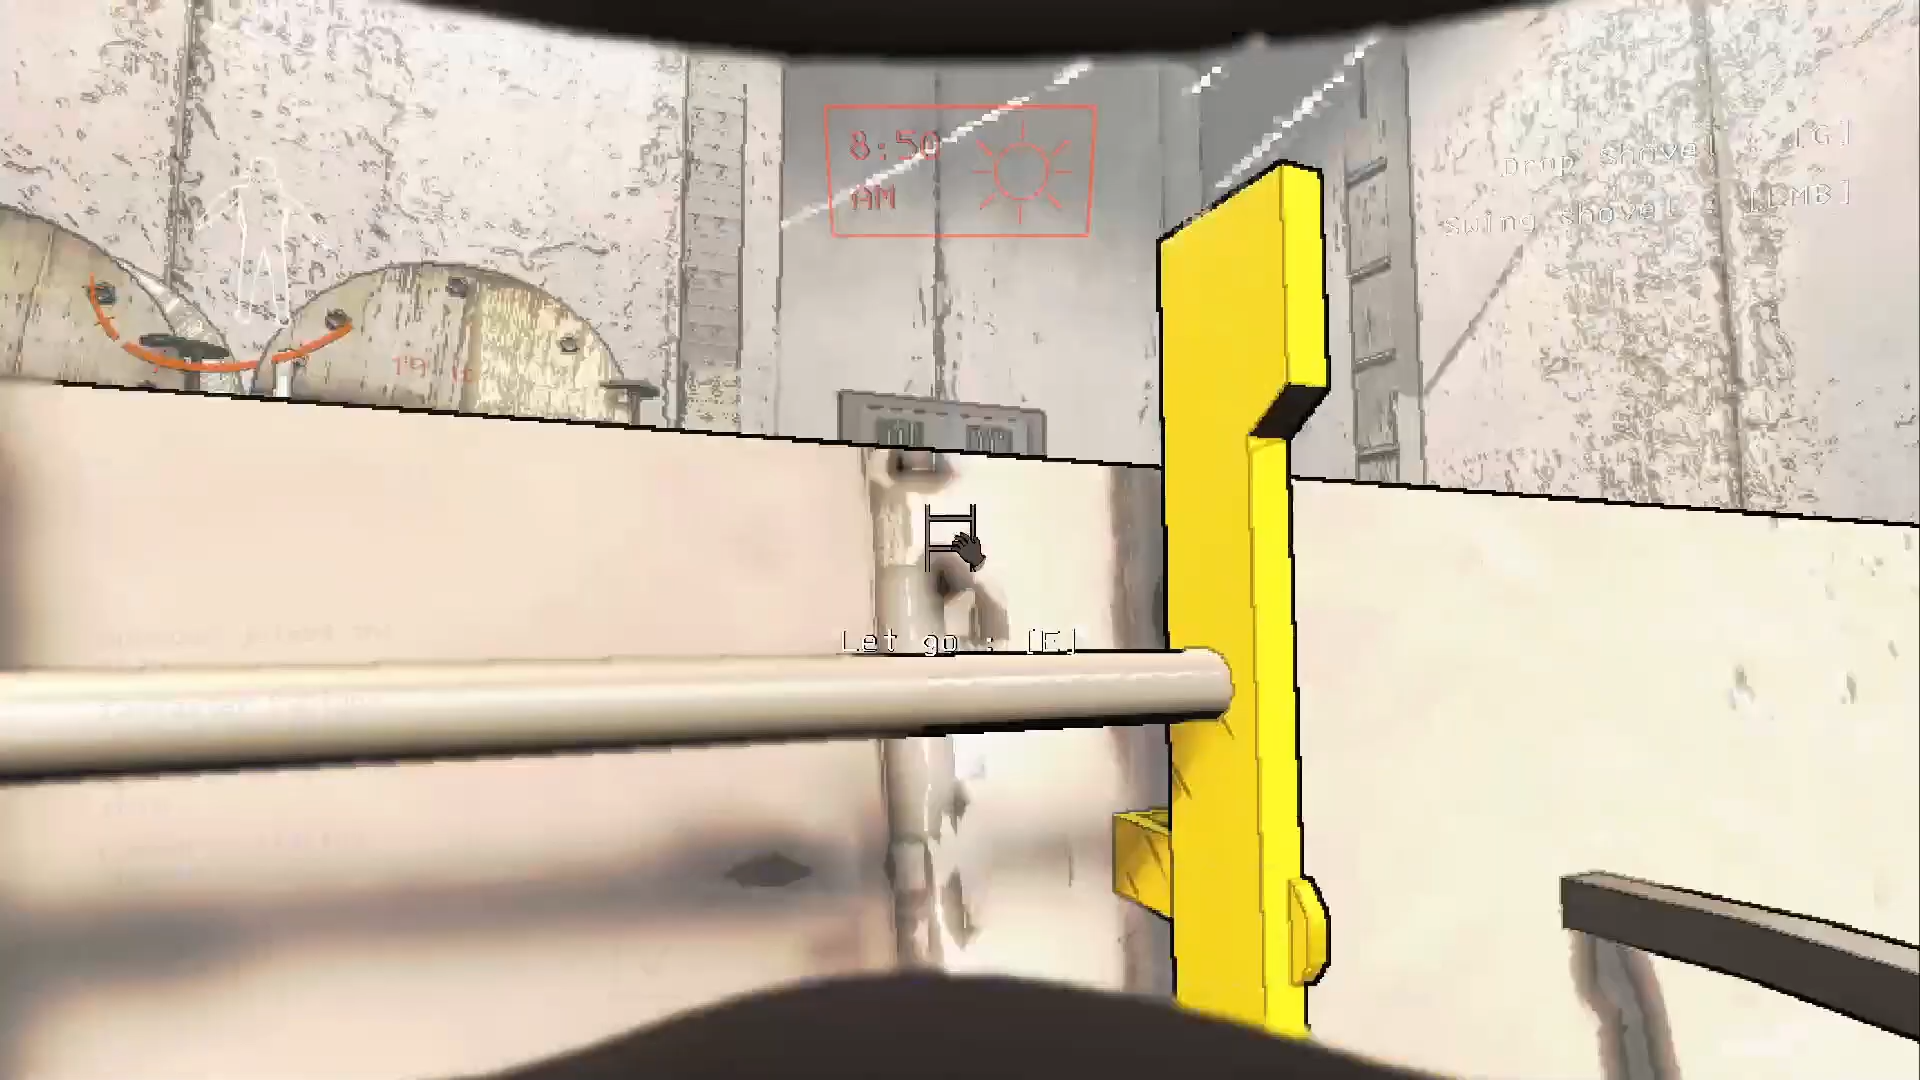 8:50
AM
Drop Shovel : [G]
Swing shovel : [LMB]
Let go : [E]